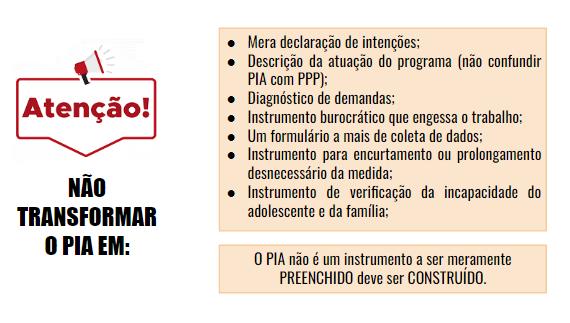 Atenção!
NÃO
TRANSFORMAR
O PIA EM:
● Mera declaração de intenções;
● Descrição da atuação do programa (não confundir
PIA com PPP);
● Diagnóstico de demandas;
● Instrumento burocrático que engessa o trabalho;
● Um formulário a mais de coleta de dados;
● Instrumento para encurtamento ou prolongamento
desnecessário da medida;
● Instrumento de verificação da incapacidade do
adolescente e da família;
O PIA não é um instrumento a ser meramente
PREENCHIDO deve ser CONSTRUÍDO.